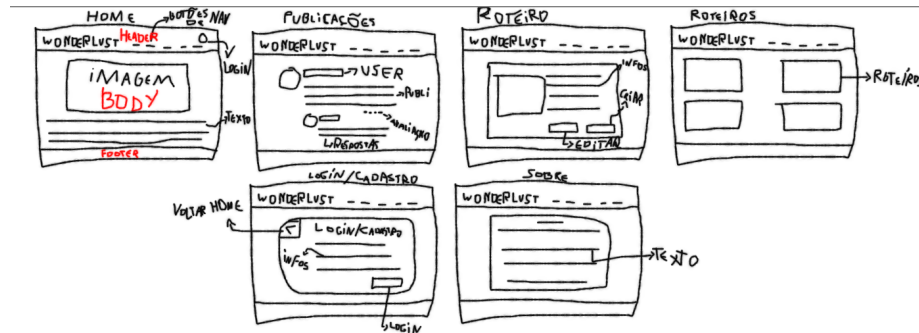 HOME
BOTÕES NAV
DE
WONDERLUST HEADER
LOGIN
IMAGEM
BODY
TEXTO
FOOTER
PUBLICAÇÕES
WONDERLUST
USER
PUBLI
AVALIAÇÃO
RESPOSTAS
ROTEIRO
WONDERLUST
INFOS
CRIAR
EDITAR
ROTEIROS
WONDERLUST
ROTEIROS
LOGIN/CADASTRO
WONDERLUST
VOLTAR HOME
<
LOGIN/CADASTRO
INFOS
LOGIN
SOBRE
WONDERLUST
TEXTO